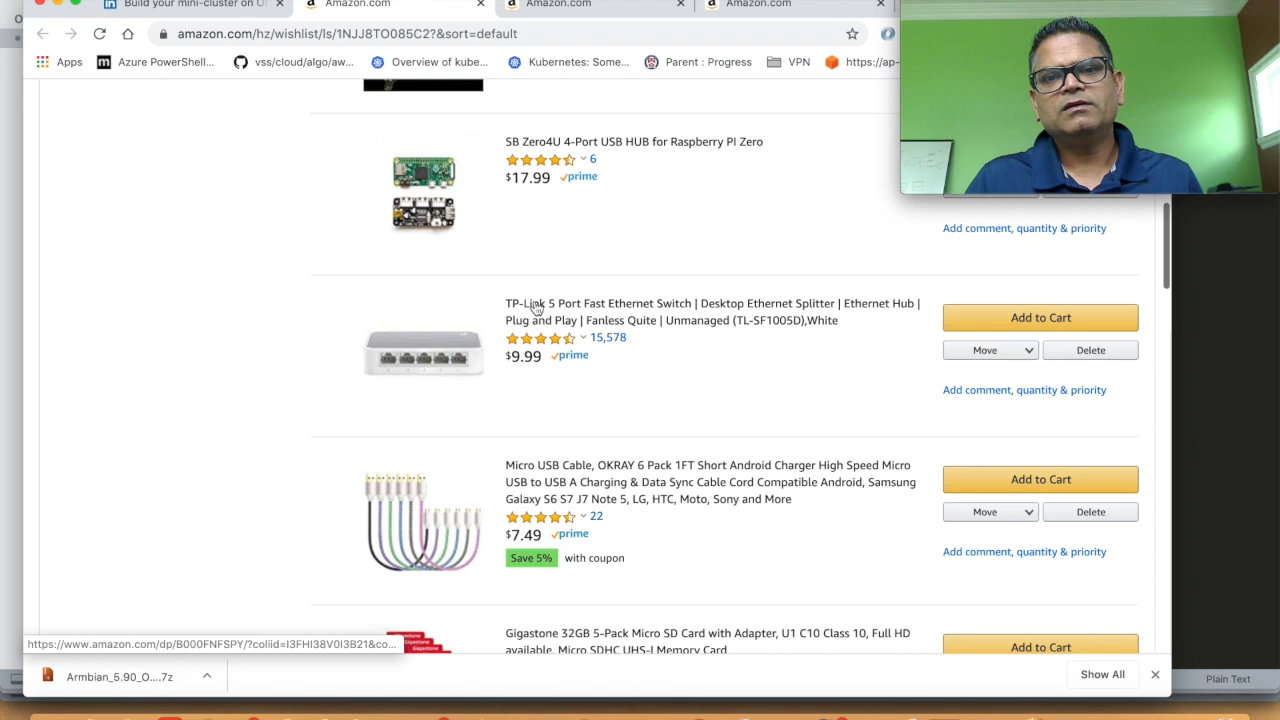 Build your mini-cluster on O
Amazon.com
Amazon.com
Amazon.com
amazon.com/hz/wishlist/ls/1NJJ8TO085C2?&sort=default
Apps
Azure PowerShell...
vss/cloud/algo/aw...
Overview of kube...
Kubernetes: Some...
Parent : Progress
VPN
https://ap-
SB Zero4U 4-Port USB HUB for Raspberry PI Zero
6
$17.99 prime
Add comment, quantity & priority
TP-Link 5 Port Fast Ethernet Switch | Desktop Ethernet Splitter | Ethernet Hub |
Plug and Play | Fanless Quite | Unmanaged (TL-SF1005D),White
15,578
$9.99 prime
Add to Cart
Move
Delete
Add comment, quantity & priority
Micro USB Cable, OKRAY 6 Pack 1FT Short Android Charger High Speed Micro
USB to USB A Charging & Data Sync Cable Cord Compatible Android, Samsung
Galaxy S6 S7 J7 Note 5, LG, HTC, Moto, Sony and More
22
$7.49 prime
Save 5% with coupon
Add to Cart
Move
Delete
Add comment, quantity & priority
Gigastone
Gigastone 32GB 5-Pack Micro SD Card with Adapter, U1 C10 Class 10, Full HD
available, Micro SDHC UHS-I Memory Card
Add to Cart
https://www.amazon.com/dp/B000FNFSPY/?coliid=I3FHI38V0I3B21&co...
Armbian_5.90_O....7z
Show All
Plain Text